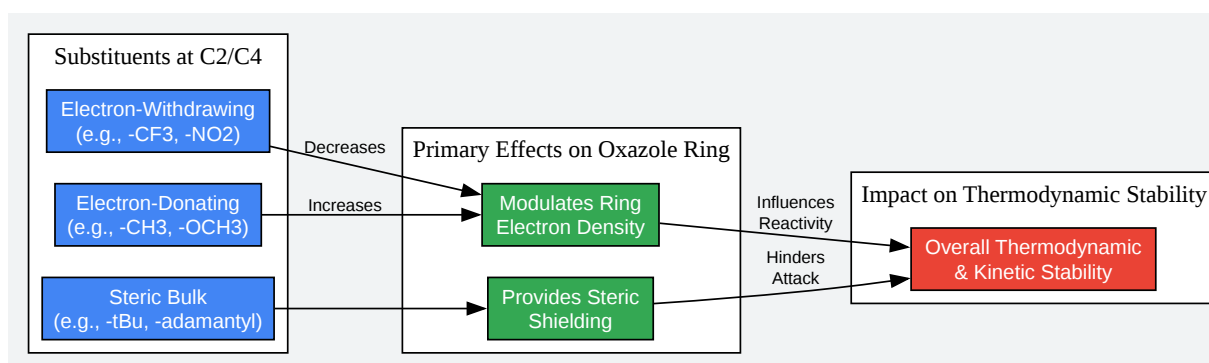 Substituents at C2/C4
Electron-Withdrawing
(e.g., -CF3, -NO2)
Electron-Donating
(e.g., -CH3, -OCH3)
Steric Bulk
(e.g., -tBu, -adamantyl)
Decreases
Increases
Primary Effects on Oxazole Ring
Modulates Ring
Electron Density
Provides Steric
Shielding
Influences
Reactivity
Hinders
Attack
Impact on Thermodynamic Stability
Overall Thermodynamic
& Kinetic Stability